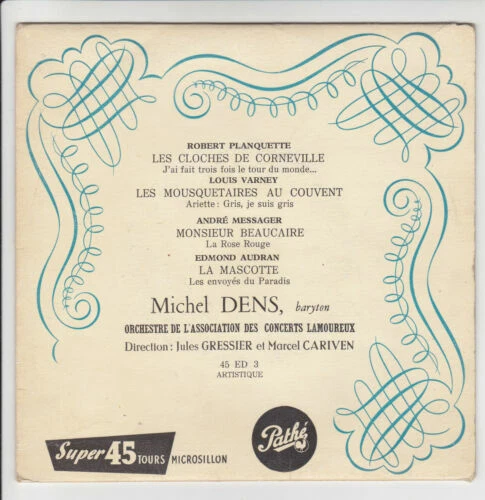 ROBERT PLANQUETTE
LES CLOCHES DE CORNEVILLE
J'ai fait trois fois le tour du monde...
LOUIS VARNEY
LES MOUSQUETAIRES AU COUVENT
Ariette : Gris, je suis gris
ANDRÉ MESSAGER
MONSIEUR BEAUCAIRE
La Rose Rouge
EDMOND AUDRAN
LA MASCOTTE
Les envoyés du Paradis
Michel DENS, baryton
ORCHESTRE DE L'ASSOCIATION DES CONCERTS LAMOUREUX
Direction : Jules GRESSIER et Marcel CARIVEN
45 ED 3
ARTISTIQUE
Super 45 TOURS MICROSILLON
Pathé